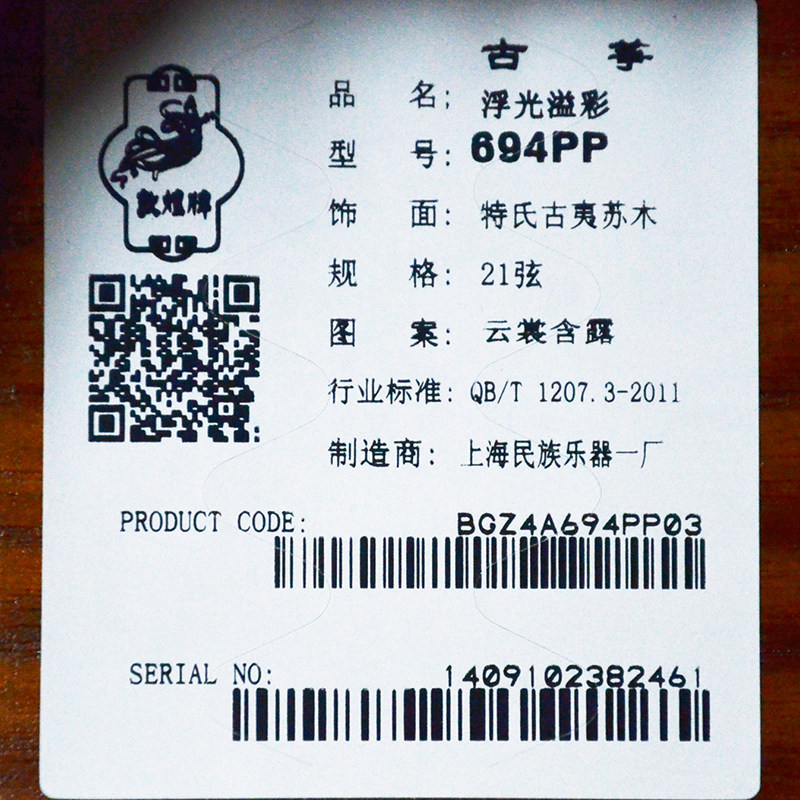 古筝
敦煌牌
品 名: 浮光溢彩
型 号: 694PP
饰 面: 特氏古夷苏木
规 格: 21弦
图 案: 云裳含露
行业标准: QB/T 1207.3-2011
制造商: 上海民族乐器一厂
PRODUCT CODE: BGZ4A694PP03
SERIAL NO: 1409102382461